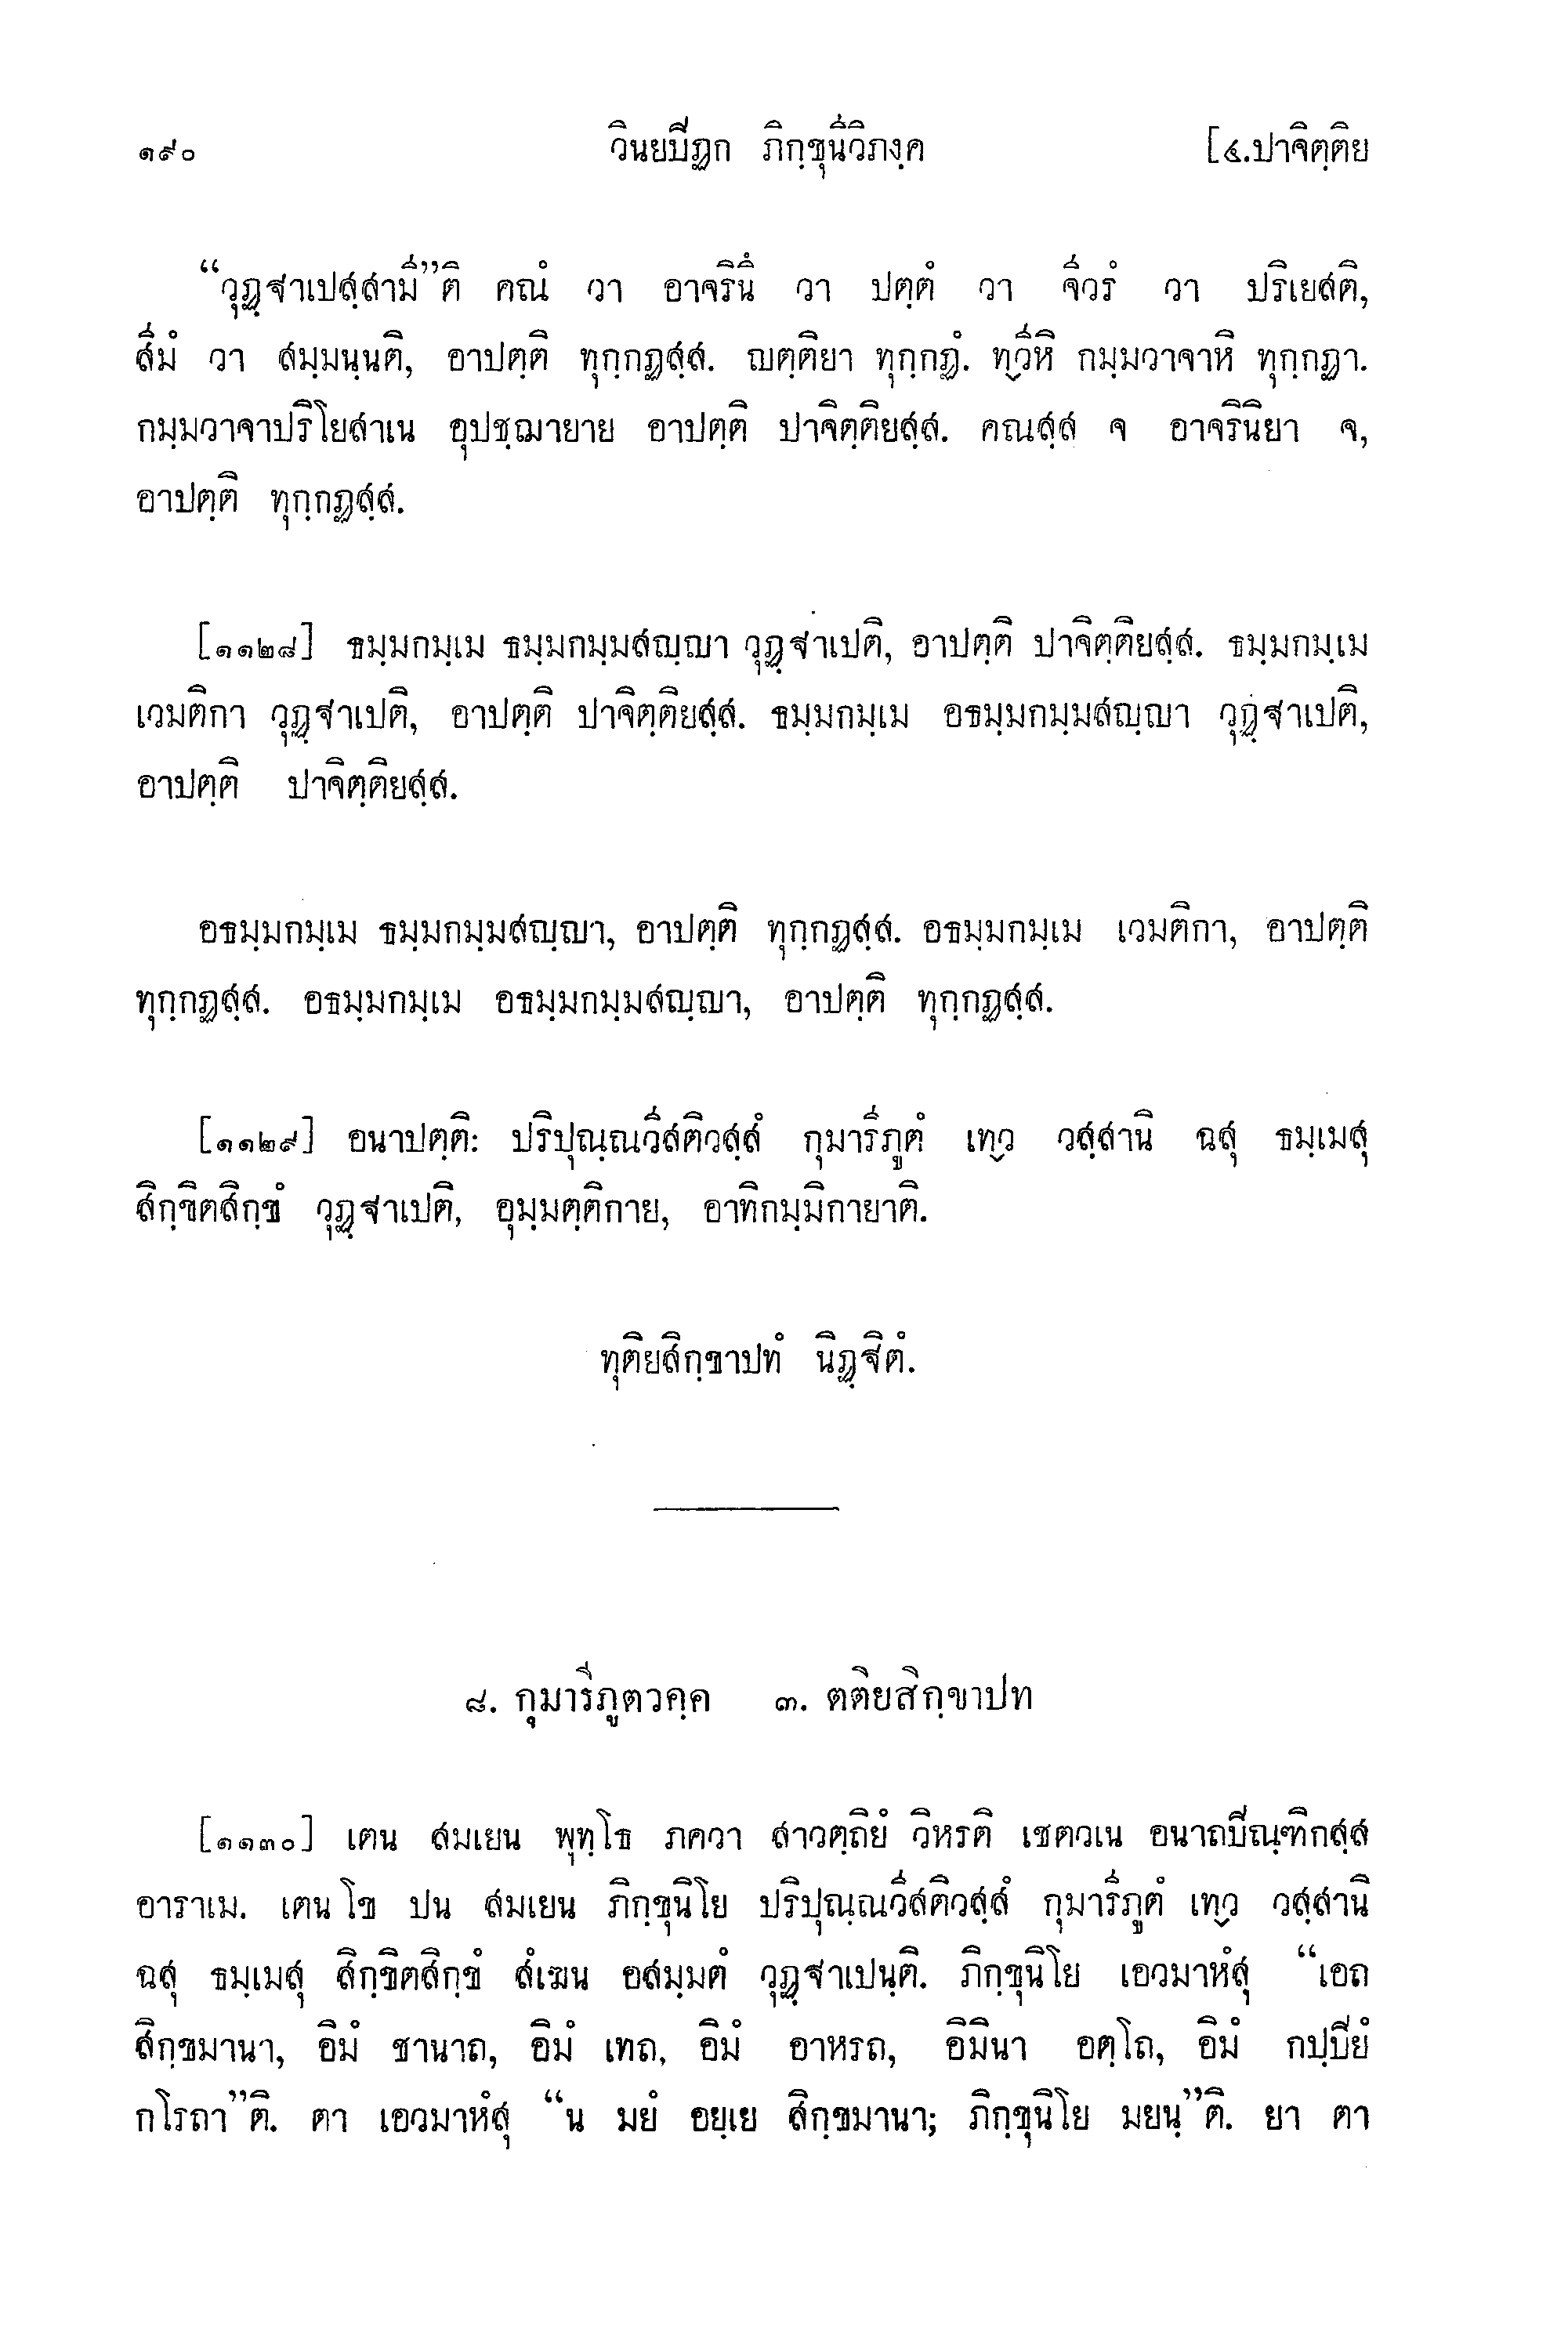 ๑๙๐ วินยปีฏก ภิกฺขุนีวิภงฺค [๔.ปาจิตฺติย
“วุฏฺฐาเปสฺสามี”ติ คณํ วา อาจรินึ วา ปตฺตํ วา จีวรํ วา ปริเยสติ,
สีมํ วา สมฺมนฺนติ, อาปตฺติ ทุกฺกฏสฺส. ญตฺติยา ทุกฺกฏํ. ทฺวีหิ กมฺมวาจาหิ ทุกฺกฏา.
กมฺมวาจาปริโยสาเน อุปชฺฌายาย อาปตฺติ ปาจิตฺติยสฺส. คณสฺส จ อาจรินิยา จ,
อาปตฺติ ทุกฺกฏสฺส.
[๑๑๒๘] ธมฺมกมฺเม ธมฺมกมฺมสญฺญา วุฏฺฐาเปติ, อาปตฺติ ปาจิตฺติยสฺส. ธมฺมกมฺเม
เวมติกา วุฏฺฐาเปติ, อาปตฺติ ปาจิตฺติยสฺส. ธมฺมกมฺเม อธมฺมกมฺมสญฺญา วุฏฺฐาเปติ,
อาปตฺติ ปาจิตฺติยสฺส.
อธมฺมกมฺเม ธมฺมกมฺมสญฺญา, อาปตฺติ ทุกฺกฏสฺส. อธมฺมกมฺเม เวมติกา, อาปตฺติ
ทุกฺกฏสฺส. อธมฺมกมฺเม อธมฺมกมฺมสญฺญา, อาปตฺติ ทุกฺกฏสฺส.
[๑๑๒๙] อนาปตฺติ: ปริปุณฺณวีสติวสฺสํ กุมารีภูตํ เทฺว วสฺสานิ ฉสุ ธมฺเมสุ
สิกฺขิตสิกฺขํ วุฏฺฐาเปติ, อุมฺมตฺติกาย, อาทิกมฺมิกายาติ.
ทุติยสิกฺขาปทํ นิฏฺฐิตํ.
๘. กุมารีภูตวคฺค ๓. ตติยสิกฺขาปท
[๑๑๓๐] เตน สมเยน พุทฺโธ ภควา สาวตฺถิยํ วิหรติ เชตวเน อนาถปีณฺฑิกสฺส
อาราเม. เตน โข ปน สมเยน ภิกฺขุนิโย ปริปุณฺณวีสติวสฺสํ กุมารีภูตํ เทฺว วสฺสานิ
ฉสุ ธมฺเมสุ สิกฺขิตสิกฺขํ สํเฆน อสมฺมตํ วุฏฺฐาเปนฺติ. ภิกฺขุนิโย เอวมาหํสุ “เอถ
สิกฺขมานา, อิมํ ชานาถ, อิมํ เทถ, อิมํ อาหรถ, อิมินา อตฺโถ, อิมํ กปฺปียํ
กโรถา”ติ. ตา เอวมาหํสุ “น มยํ อยฺเย สิกฺขมานา; ภิกฺขุนิโย มยนฺ”ติ. ยา ตา